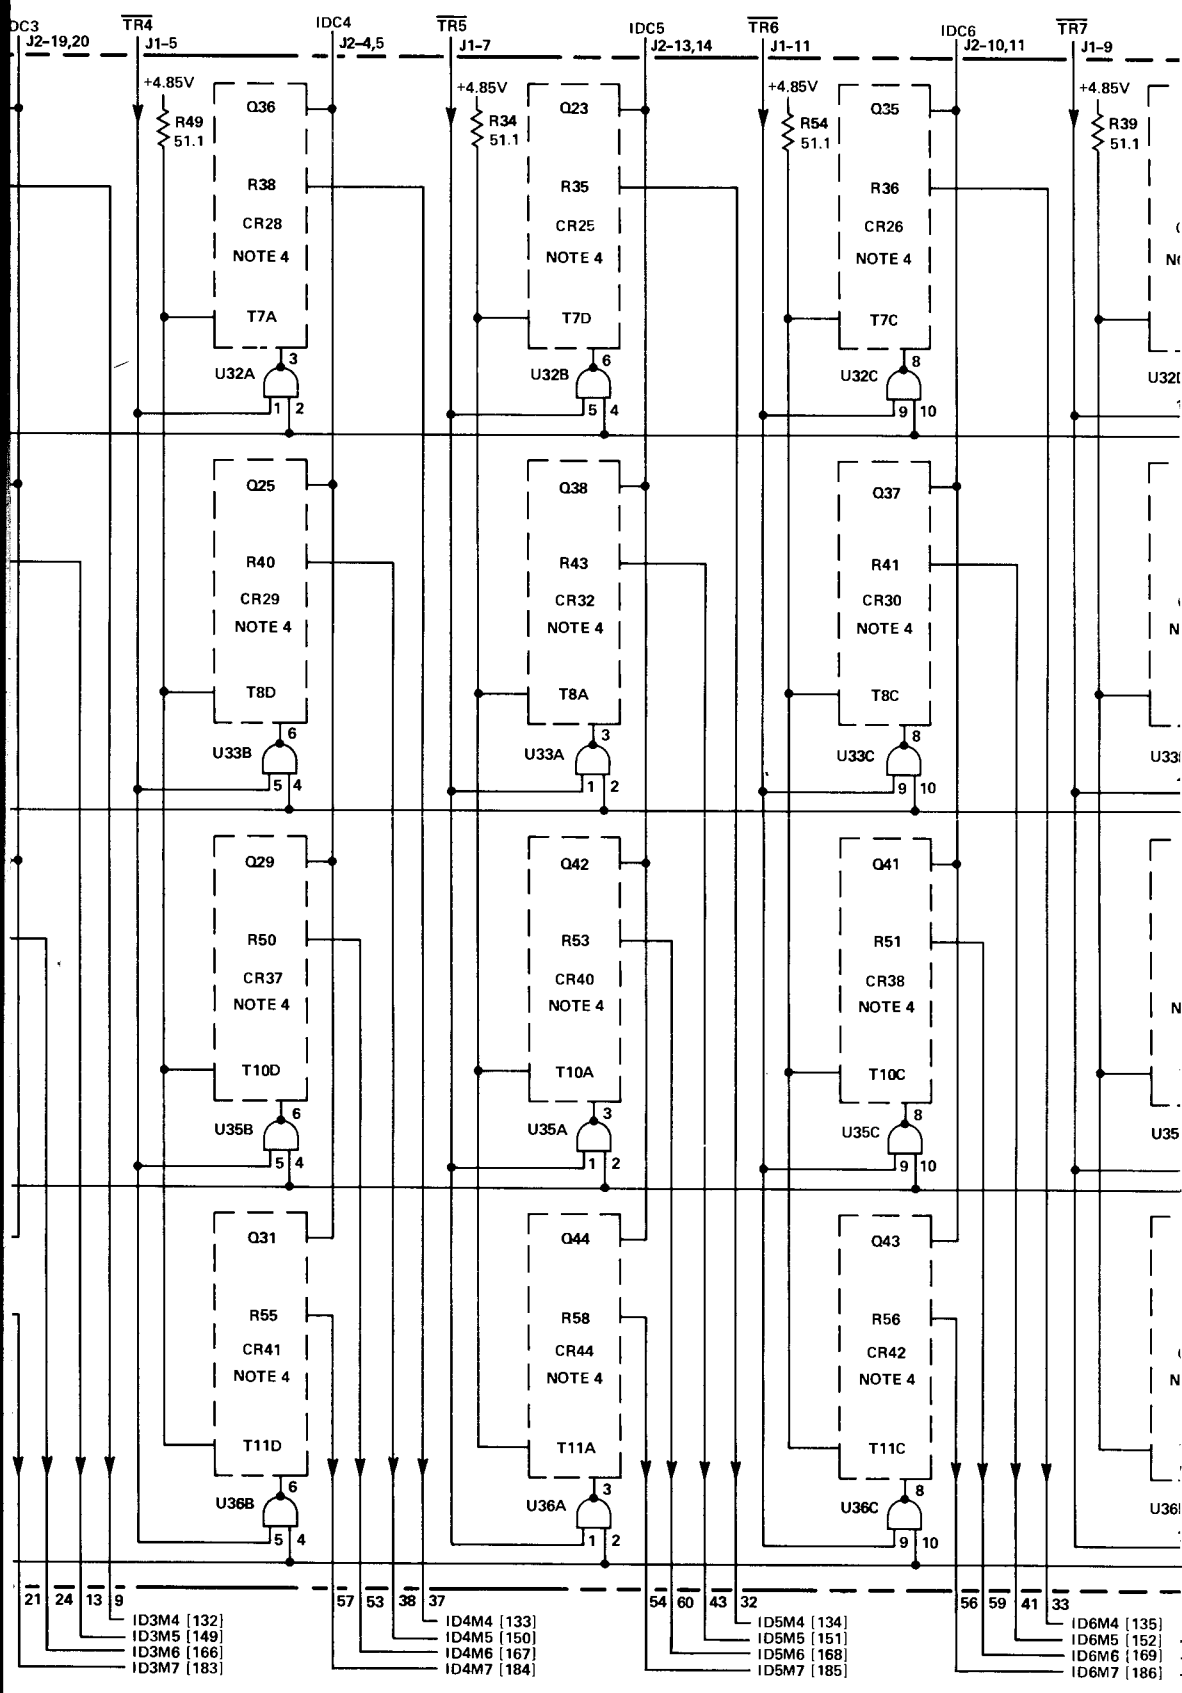 DC3 TR4 IDC4 TR5 IDC5 TR6 IDC6 TR7
J2-19,20 J1-5 J2-4,5 J1-7 J2-13,14 J1-11 J2-10,11 J1-9
+4.85V +4.85V +4.85V +4.85V
Q36 Q23 Q35
R49 R34 R54 R39
51.1 51.1 51.1 51.1
R38 R35 R36
CR28 CR25 CR26
NOTE 4 NOTE 4 NOTE 4
T7A T7D T7C
3 6 8
U32A U32B U32C U32D
1 2 5 4 9 10
Q25 Q38 Q37
R40 R43 R41
CR29 CR32 CR30
NOTE 4 NOTE 4 NOTE 4
T8D T8A T8C
6 3 8
U33B U33A U33C U33
5 4 1 2 9 10
Q29 Q42 Q41
R50 R53 R51
CR37 CR40 CR38
NOTE 4 NOTE 4 NOTE 4
T10D T10A T10C
6 3 8
U35B U35A U35C U35
5 4 1 2 9 10
Q31 Q44 Q43
R55 R58 R56
CR41 CR44 CR42
NOTE 4 NOTE 4 NOTE 4
T11D T11A T11C
6 3 8
U36B U36A U36C U36
5 4 1 2 9 10
21 24 13 9 57 53 38 37 54 60 43 32 56 59 41 33
ID3M4 [132] ID4M4 [133] ID5M4 [134] ID6M4 [135]
ID3M5 [149] ID4M5 [150] ID5M5 [151] ID6M5 [152]
ID3M6 [166] ID4M6 [167] ID5M6 [168] ID6M6 [169]
ID3M7 [183] ID4M7 [184] ID5M7 [185] ID6M7 [186]